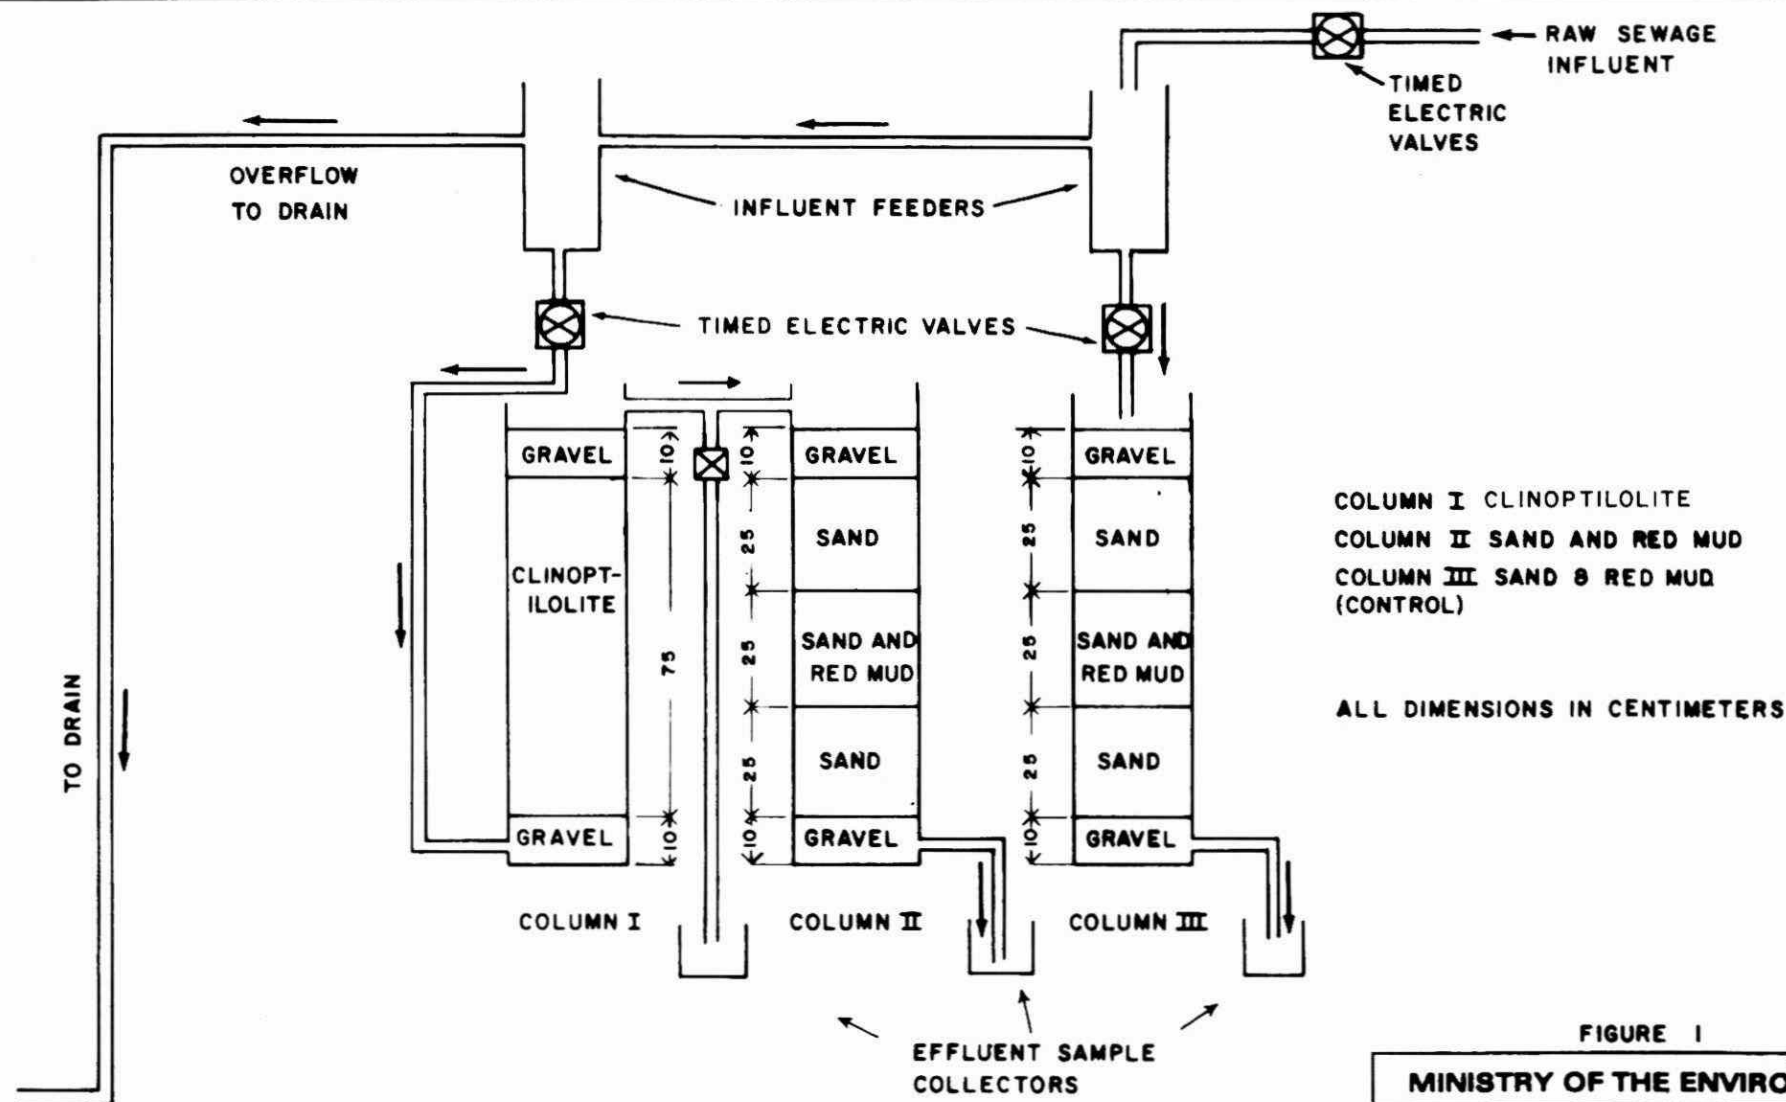 RAW SEWAGE
INFLUENT
TIMED
ELECTRIC
VALVES
OVERFLOW
TO DRAIN
INFLUENT FEEDERS
TIMED ELECTRIC VALVES
TO DRAIN
GRAVEL
CLINOPT-
ILOLITE
GRAVEL
10
75
10
10
25
25
25
10
GRAVEL
SAND
SAND AND
RED MUD
SAND
GRAVEL
10
25
25
25
10
GRAVEL
SAND
SAND AND
RED MUD
SAND
GRAVEL
COLUMN I
COLUMN II
COLUMN III
EFFLUENT SAMPLE
COLLECTORS
COLUMN I CLINOPTILOLITE
COLUMN II SAND AND RED MUD
COLUMN III SAND & RED MUD
(CONTROL)
ALL DIMENSIONS IN CENTIMETERS
FIGURE 1
MINISTRY OF THE ENVIRO